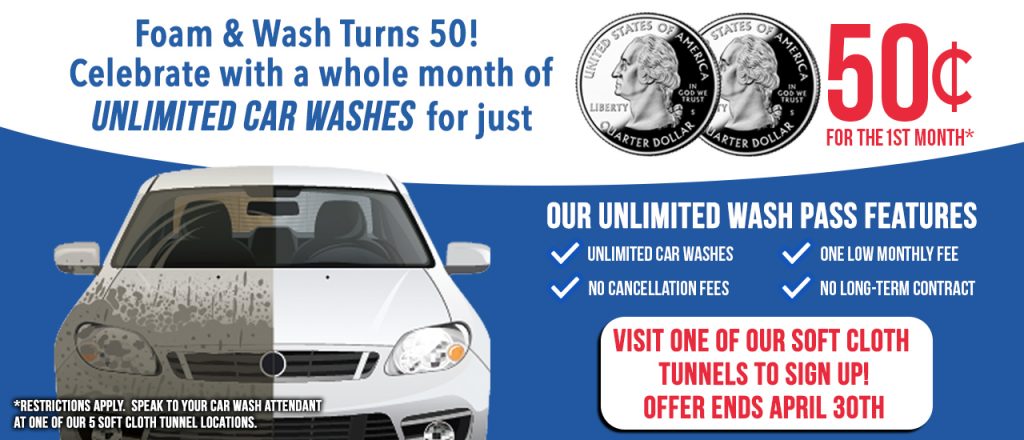 Foam & Wash Turns 50!
Celebrate with a whole month of
UNLIMITED CAR WASHES for just
UNITED STATES OF AMERICA
LIBERTY
IN
GOD WE
TRUST
S
QUARTER DOLLAR
STATES OF AMERICA
IN
GOD WE
TRUST
S
QUARTER DOLLAR
50¢
FOR THE 1ST MONTH*
OUR UNLIMITED WASH PASS FEATURES
UNLIMITED CAR WASHES
ONE LOW MONTHLY FEE
NO CANCELLATION FEES
NO LONG-TERM CONTRACT
VISIT ONE OF OUR SOFT CLOTH
TUNNELS TO SIGN UP!
OFFER ENDS APRIL 30TH
*RESTRICTIONS APPLY. SPEAK TO YOUR CAR WASH ATTENDANT
AT ONE OF OUR 5 SOFT CLOTH TUNNEL LOCATIONS.